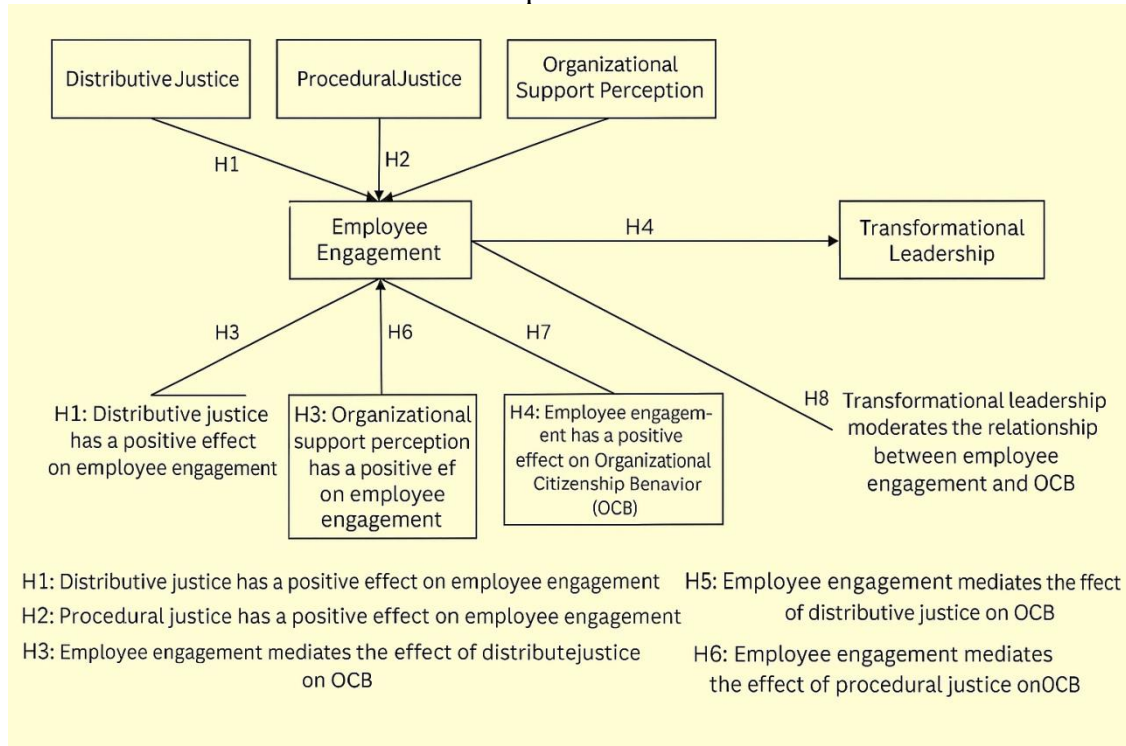 Distributive Justice
ProceduralJustice
Organizational
Support Perception
H1
H2
Employee
Engagement
H4
Transformational
Leadership
H3
H6
H7
H1: Distributive justice
has a positive effect
on employee engagement
H3: Organizational
support perception
has a positive ef
on employee
engagement
H4: Employee engagem-
ent has a positive
effect on Organizational
Citizenship Benavior
(OCB)
H8 Transformational leadership
moderates the relationship
between employee
engagement and OCB
H1: Distributive justice has a positive effect on employee engagement
H2: Procedural justice has a positive effect on employee engagement
H3: Employee engagement mediates the effect of distributejustice
on OCB
H5: Employee engagement mediates the ffect
of distributive justice on OCB
H6: Employee engagement mediates
the effect of procedural justice onOCB